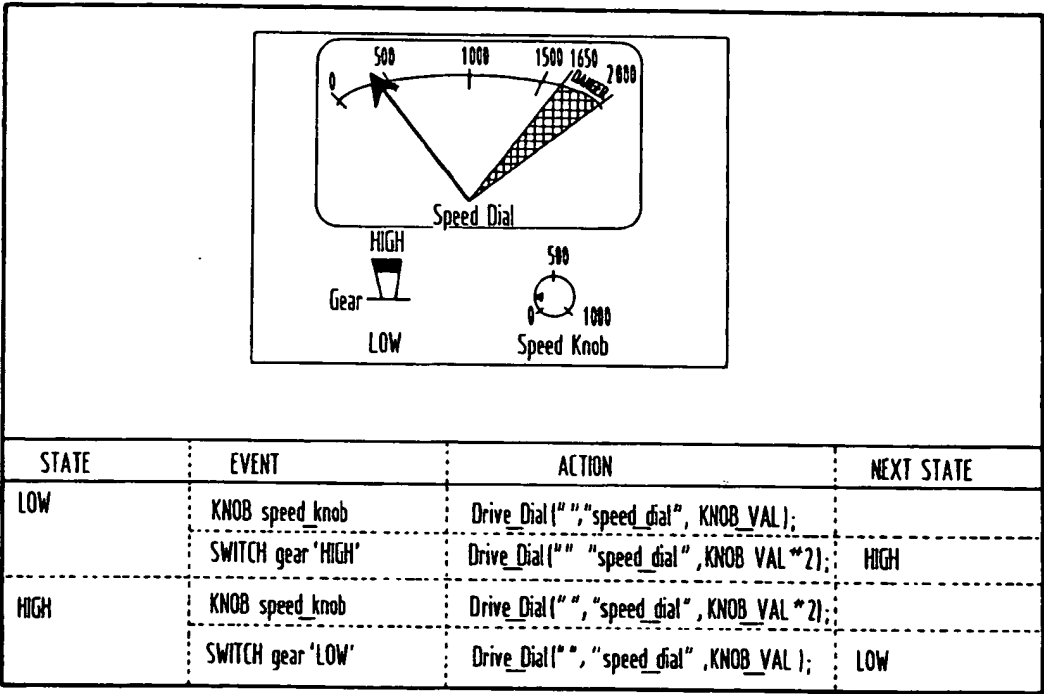 0 500 1000 1500 1650 2000
DANGER
Speed Dial
HIGH
Gear
LOW
500
0 1000
Speed Knob
STATE EVENT ACTION NEXT STATE
LOW KNOB speed_knob Drive_Dial(" ","speed_dial", KNOB_VAL);
SWITCH gear 'HIGH' Drive_Dial("" "speed_dial" ,KNOB VAL *2); HIGH
HIGH KNOB speed_knob Drive_Dial(" ", "speed_dial" , KNOB_VAL *2);
SWITCH gear 'LOW' Drive_Dial(" ", "speed_dial" ,KNOB_VAL ); LOW